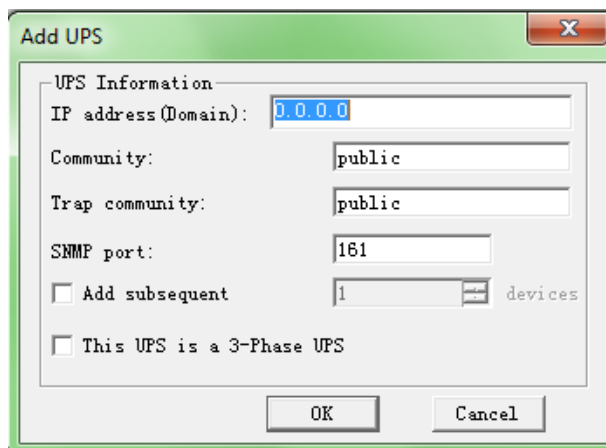 Add UPS
UPS Information
IP address(Domain): 0.0.0.0
Community: public
Trap community: public
SNMP port: 161
Add subsequent 1 devices
This UPS is a 3-Phase UPS
OK Cancel